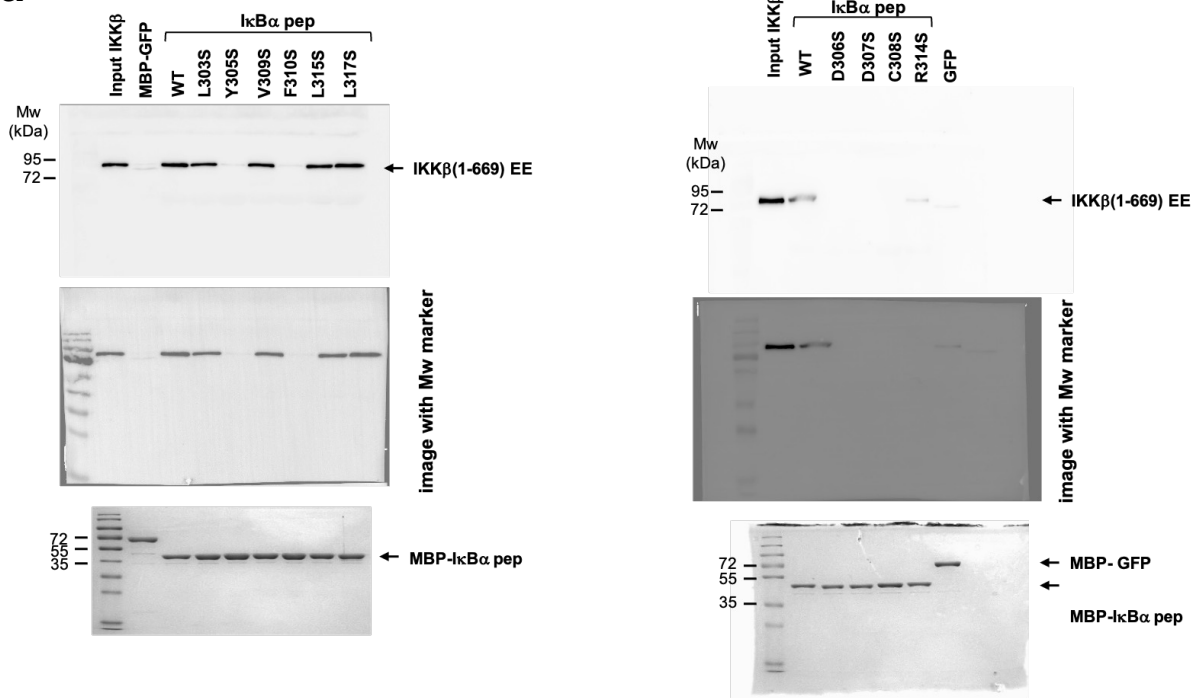 IκBα pep
Input IKKβ
MBP-GFP
WT
L303S
Y305S
V309S
F310S
L315S
L317S
Mw
(kDa)
95
72
IKKβ(1-669) EE
image with Mw marker
72
55
35
MBP-IκBα pep
IκBα pep
Input IKKβ
WT
D306S
D307S
C308S
R314S
GFP
Mw
(kDa)
95
72
IKKβ(1-669) EE
image with Mw marker
72
55
35
MBP- GFP
MBP-IκBα pep